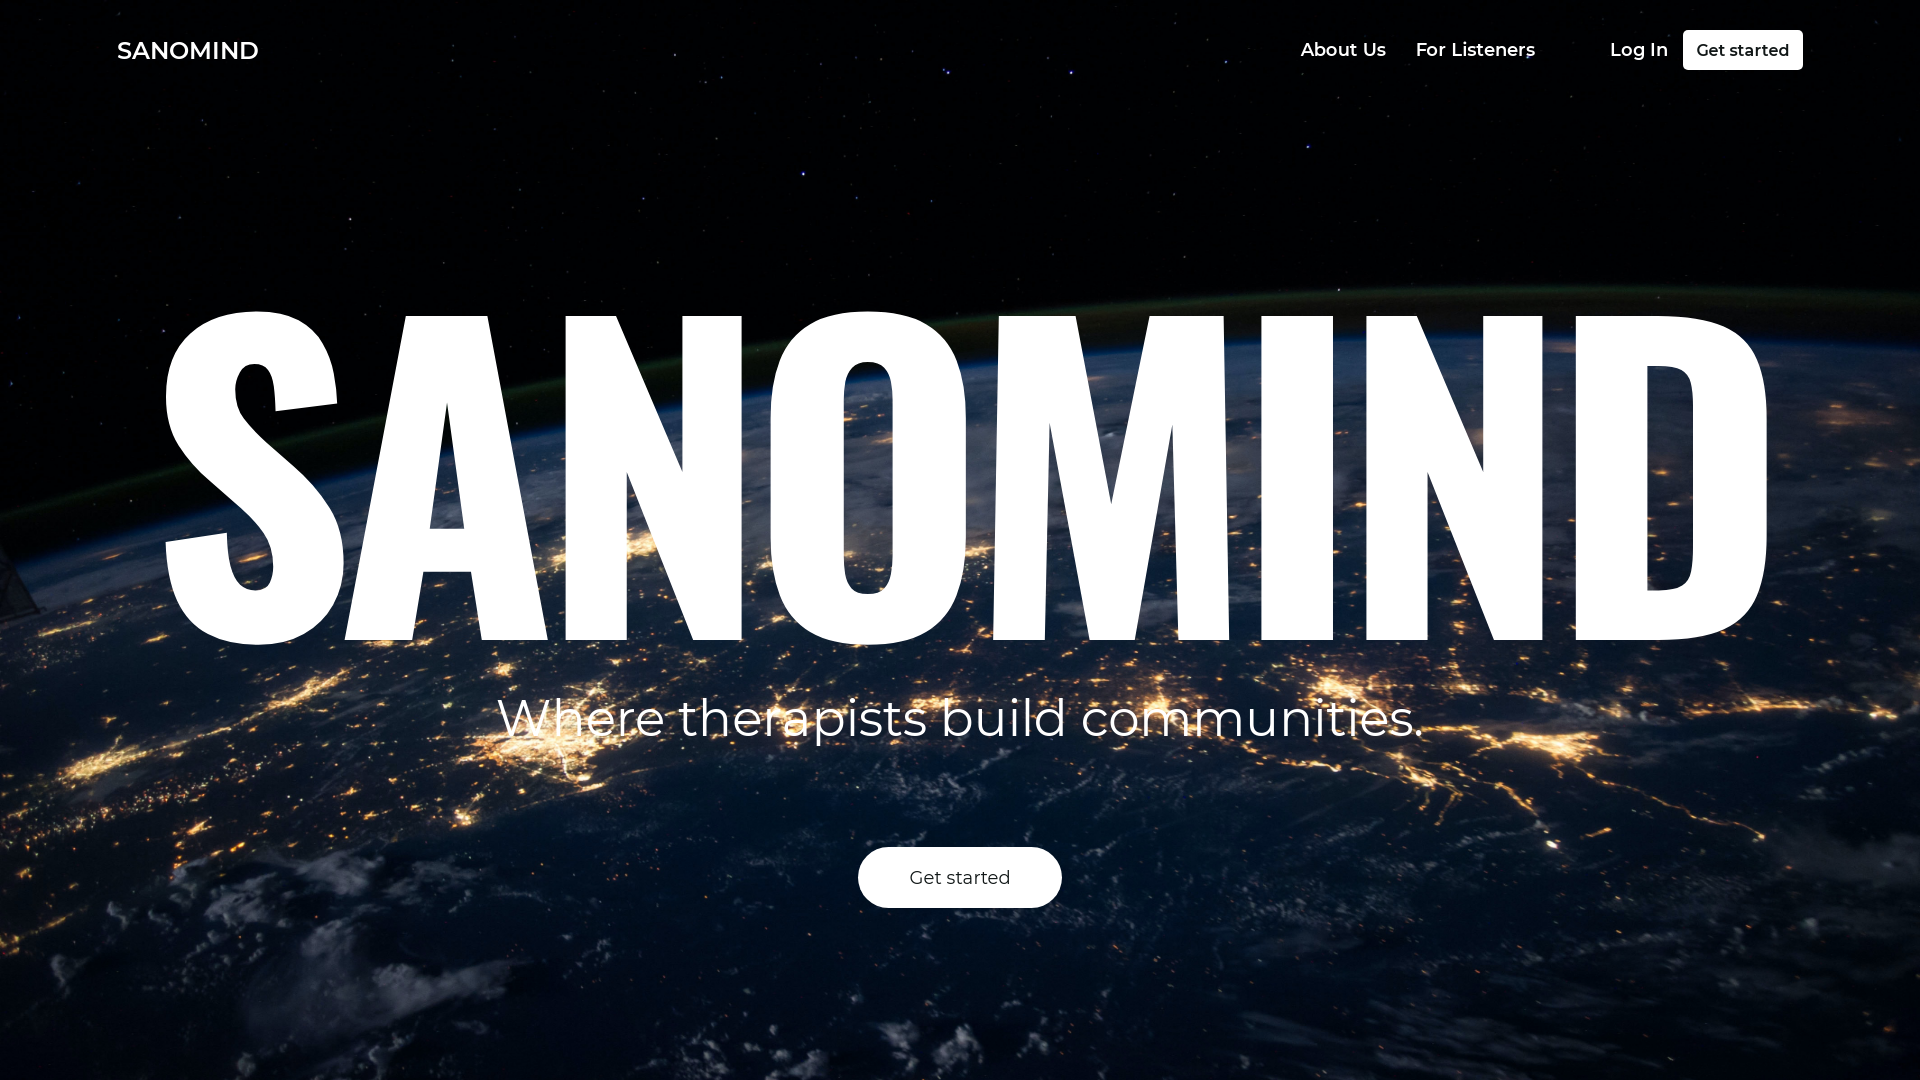 SANOMIND
About Us
For Listeners
Log In
Get started
SANOMIND
Where therapists build communities.
Get started